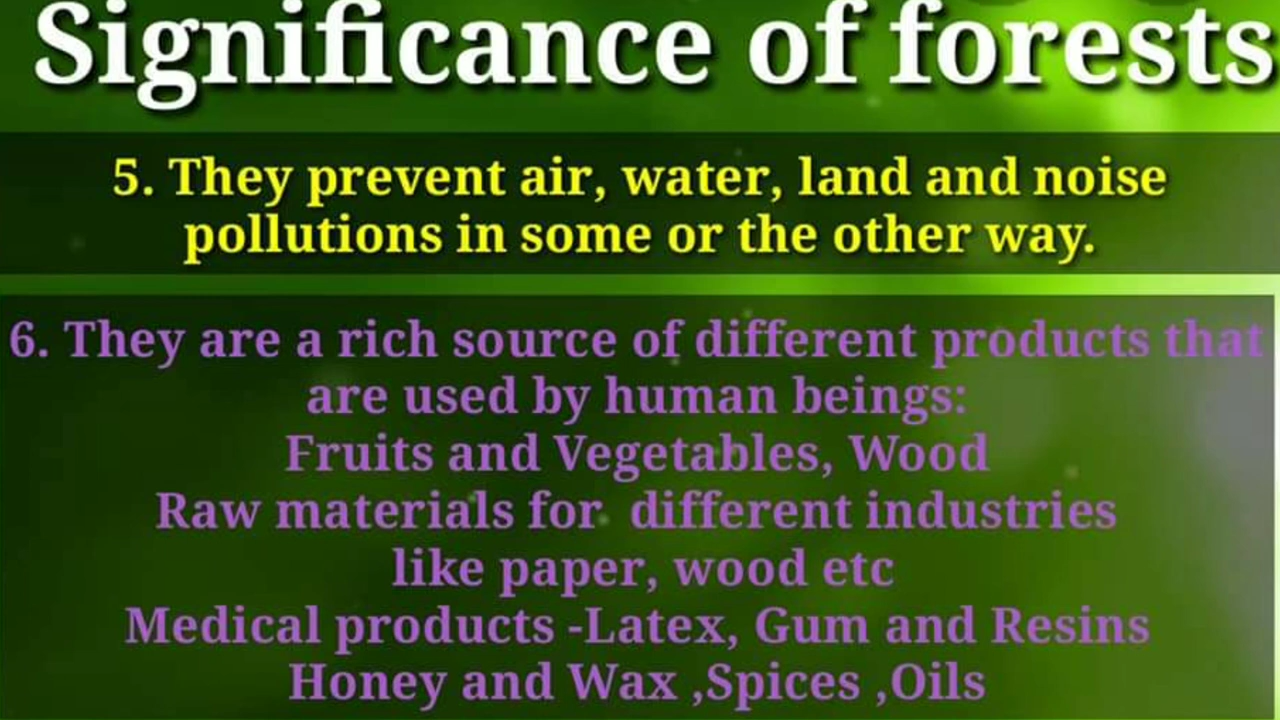 Significance of forests
5. They prevent air, water, land and noise
pollutions in some or the other way.
6. They are a rich source of different products that
are used by human beings:
Fruits and Vegetables, Wood
Raw materials for  different industries
like paper, wood etc
Medical products -Latex, Gum and Resins
Honey and Wax ,Spices ,Oils